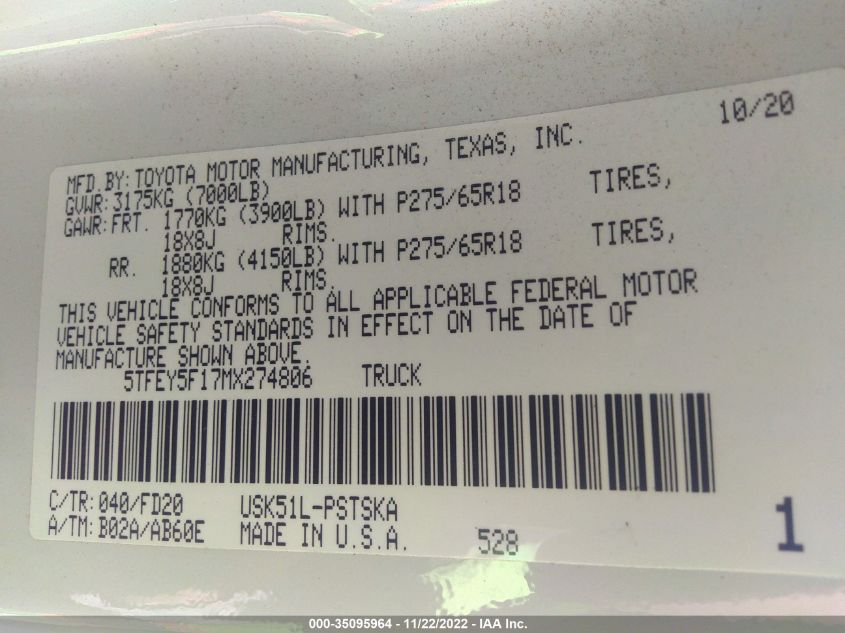 10/20
MFD.BY:TOYOTA MOTOR MANUFACTURING, TEXAS, INC.
GVWR:3175KG (7000LB)
GAWR:FRT. 1770KG (3900LB) WITH P275/65R18 TIRES,
18X8J RIMS.
RR. 1880KG (4150LB) WITH P275/65R18 TIRES,
18X8J RIMS.
THIS VEHICLE CONFORMS TO ALL APPLICABLE FEDERAL MOTOR
VEHICLE SAFETY STANDARDS IN EFFECT ON THE DATE OF
MANUFACTURE SHOWN ABOVE.
5TFEY5F17MX274806 TRUCK
C/TR:040/FD20 USK51L-PSTSKA
A/TM:B02A/AB60E MADE IN U.S.A. 528
1
000-35095964 - 11/22/2022 - IAA Inc.